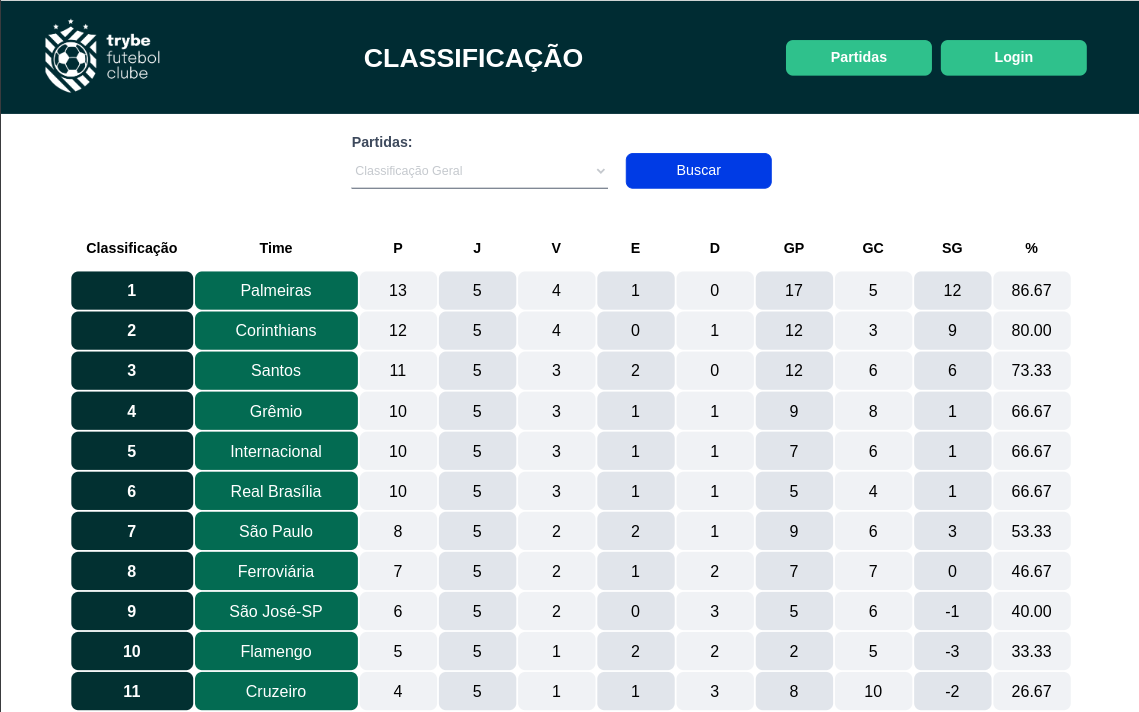 trybe
futebol
clube
CLASSIFICAÇÃO
Partidas
Login
Partidas:
Classificação Geral
Buscar
Classificação Time P J V E D GP GC SG %
1 Palmeiras 13 5 4 1 0 17 5 12 86.67
2 Corinthians 12 5 4 0 1 12 3 9 80.00
3 Santos 11 5 3 2 0 12 6 6 73.33
4 Grêmio 10 5 3 1 1 9 8 1 66.67
5 Internacional 10 5 3 1 1 7 6 1 66.67
6 Real Brasília 10 5 3 1 1 5 4 1 66.67
7 São Paulo 8 5 2 2 1 9 6 3 53.33
8 Ferroviária 7 5 2 1 2 7 7 0 46.67
9 São José-SP 6 5 2 0 3 5 6 -1 40.00
10 Flamengo 5 5 1 2 2 2 5 -3 33.33
11 Cruzeiro 4 5 1 1 3 8 10 -2 26.67